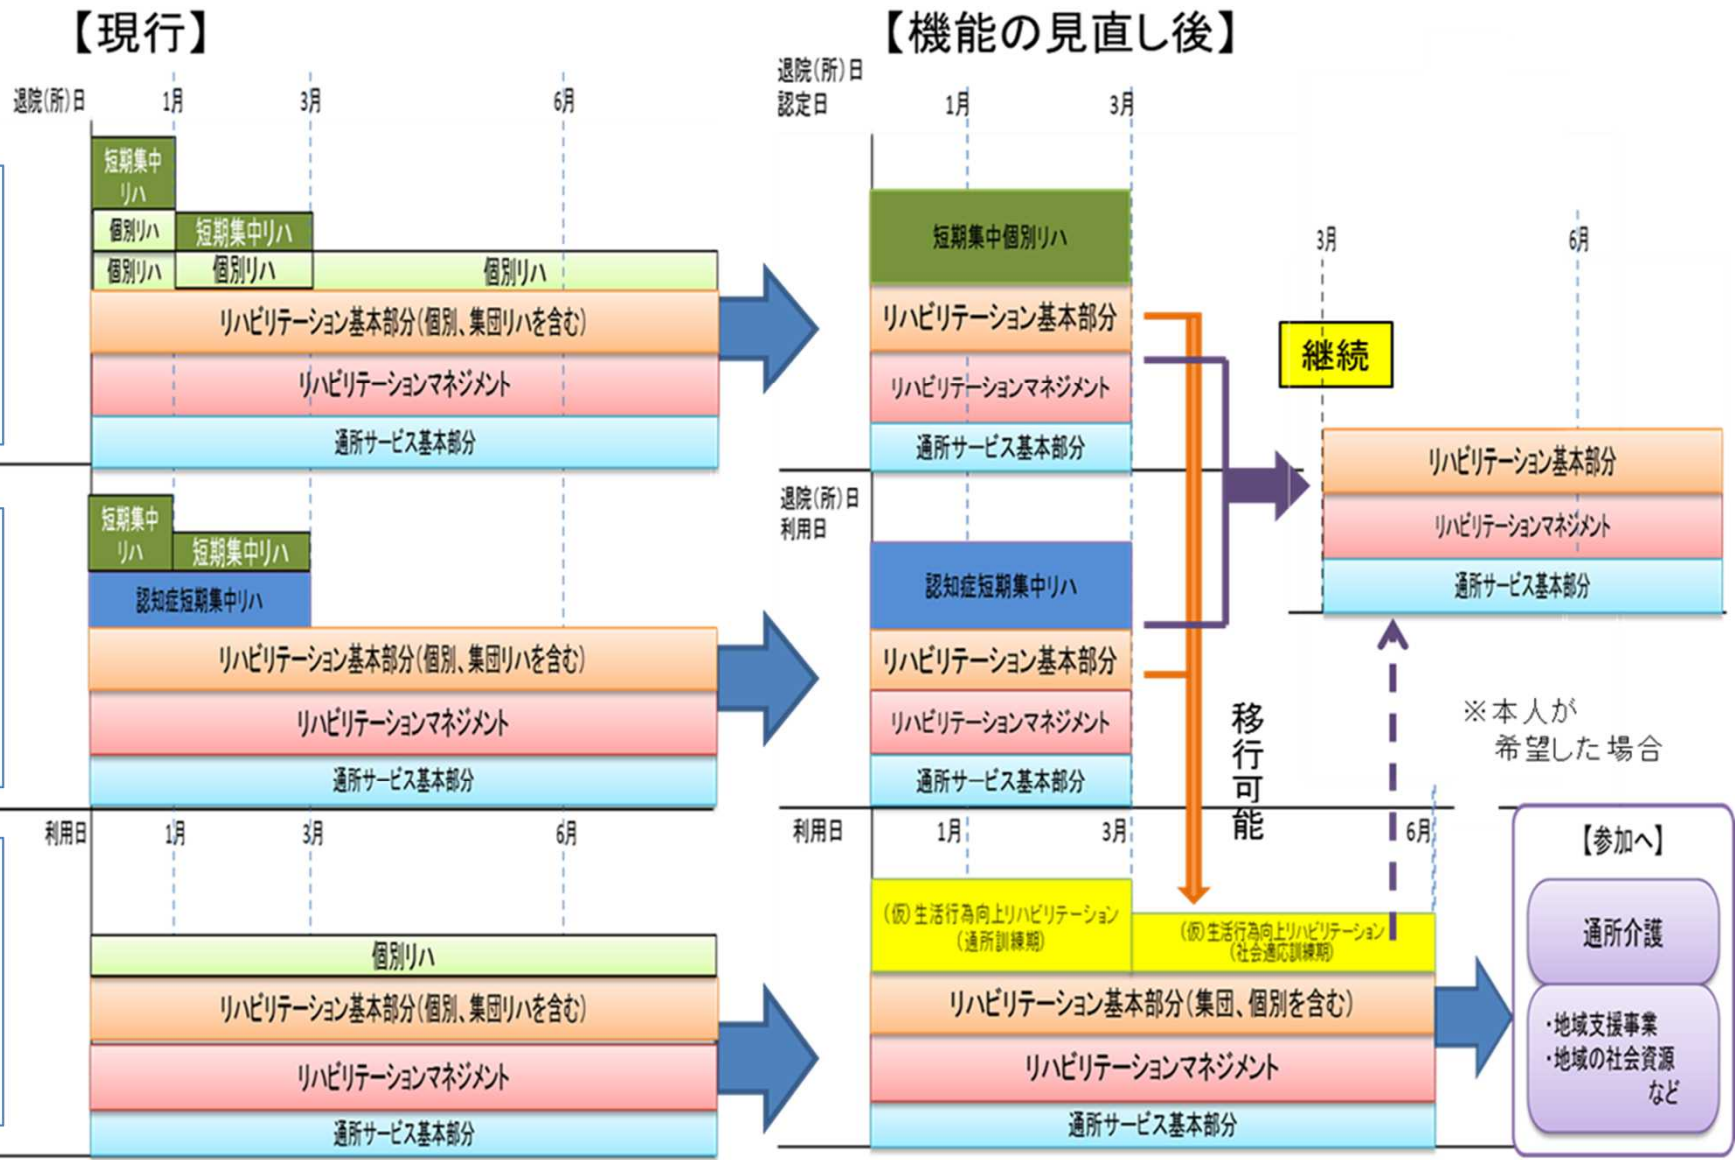 【現行】
退院(所)日
1月
3月
6月
短期集中
リハ
個別リハ
短期集中リハ
個別リハ
個別リハ
個別リハ
リハビリテーション基本部分(個別、集団リハを含む)
リハビリテーションマネジメント
通所サービス基本部分
短期集中
リハ
短期集中リハ
認知症短期集中リハ
リハビリテーション基本部分(個別、集団リハを含む)
リハビリテーションマネジメント
通所サービス基本部分
利用日
1月
3月
6月
個別リハ
リハビリテーション基本部分(個別、集団リハを含む)
リハビリテーションマネジメント
通所サービス基本部分
【機能の見直し後】
退院(所)日
認定日
1月
3月
短期集中個別リハ
リハビリテーション基本部分
リハビリテーションマネジメント
通所サービス基本部分
退院(所)日
利用日
認知症短期集中リハ
リハビリテーション基本部分
リハビリテーションマネジメント
通所サービス基本部分
3月
6月
継続
リハビリテーション基本部分
リハビリテーションマネジメント
通所サービス基本部分
移行可能
※本人が
希望した場合
利用日
1月
3月
6月
(仮)生活行為向上リハビリテーション
(通所訓練期)
(仮)生活行為向上リハビリテーション
(社会適応訓練期)
リハビリテーション基本部分(集団、個別を含む)
リハビリテーションマネジメント
通所サービス基本部分
【参加へ】
通所介護
・地域支援事業
・地域の社会資源
など